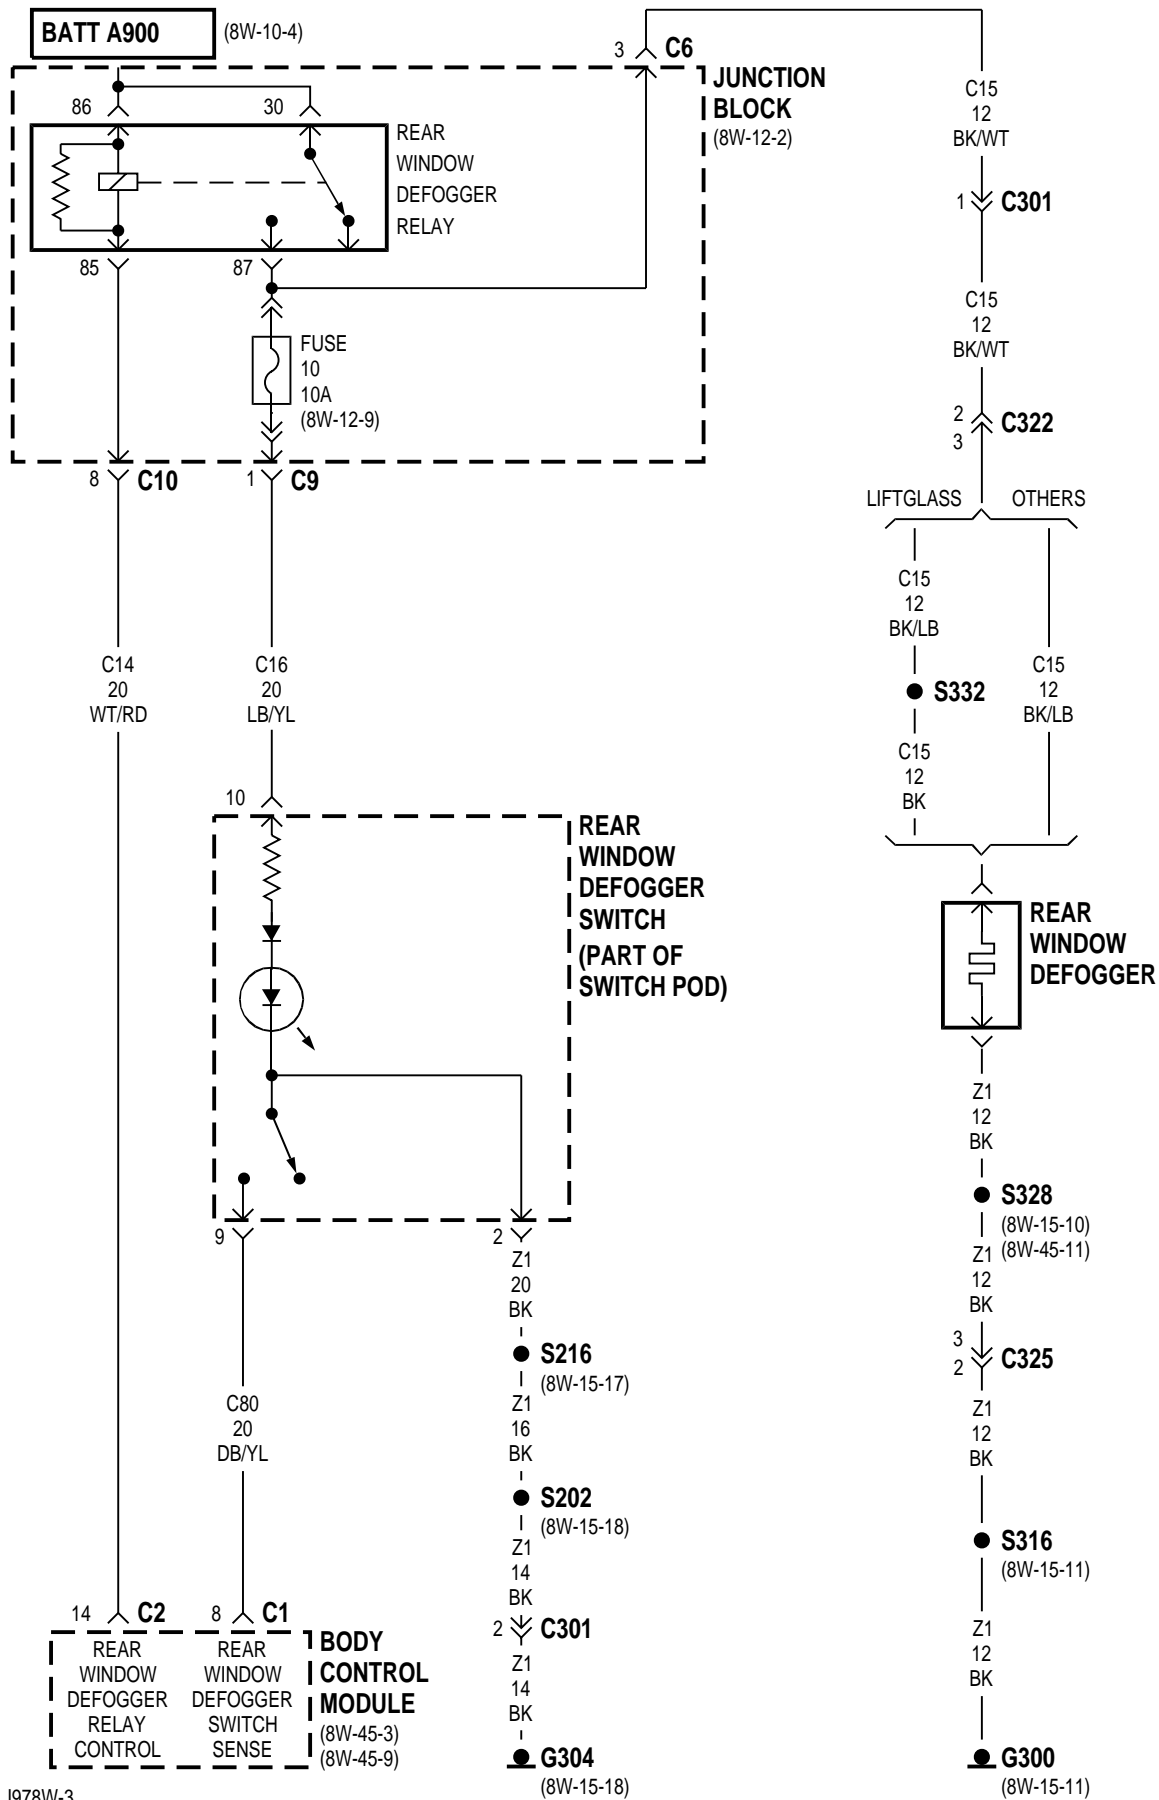 BATT A900
(8W-10-4)
3
C6
JUNCTION
BLOCK
(8W-12-2)
86
30
REAR
WINDOW
DEFOGGER
RELAY
85
87
FUSE
10
10A
(8W-12-9)
8
C10
1
C9
C15
12
BK/WT
1
C301
C15
12
BK/WT
2
3
C322
LIFTGLASS
OTHERS
C15
12
BK/LB
S332
C15
12
BK
C15
12
BK/LB
C14
20
WT/RD
C16
20
LB/YL
10
REAR
WINDOW
DEFOGGER
SWITCH
(PART OF
SWITCH POD)
REAR
WINDOW
DEFOGGER
9
2
Z1
20
BK
S216
(8W-15-17)
Z1
16
BK
S202
(8W-15-18)
Z1
14
BK
2
C301
Z1
14
BK
G304
(8W-15-18)
Z1
12
BK
S328
(8W-15-10)
(8W-45-11)
Z1
12
BK
3
2
C325
Z1
12
BK
S316
(8W-15-11)
Z1
12
BK
G300
(8W-15-11)
C80
20
DB/YL
14
C2
8
C1
REAR
WINDOW
DEFOGGER
RELAY
CONTROL
REAR
WINDOW
DEFOGGER
SWITCH
SENSE
BODY
CONTROL
MODULE
(8W-45-3)
(8W-45-9)
J978W-3